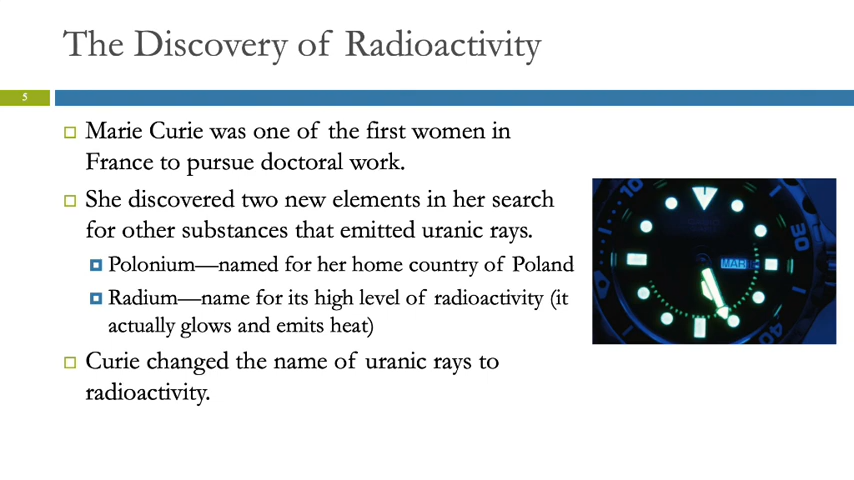 The Discovery of Radioactivity
5
Marie Curie was one of the first women in
France to pursue doctoral work.
She discovered two new elements in her search
for other substances that emitted uranic rays.
Polonium—named for her home country of Poland
Radium—name for its high level of radioactivity (it
actually glows and emits heat)
Curie changed the name of uranic rays to
radioactivity.
10
30
MAR
40